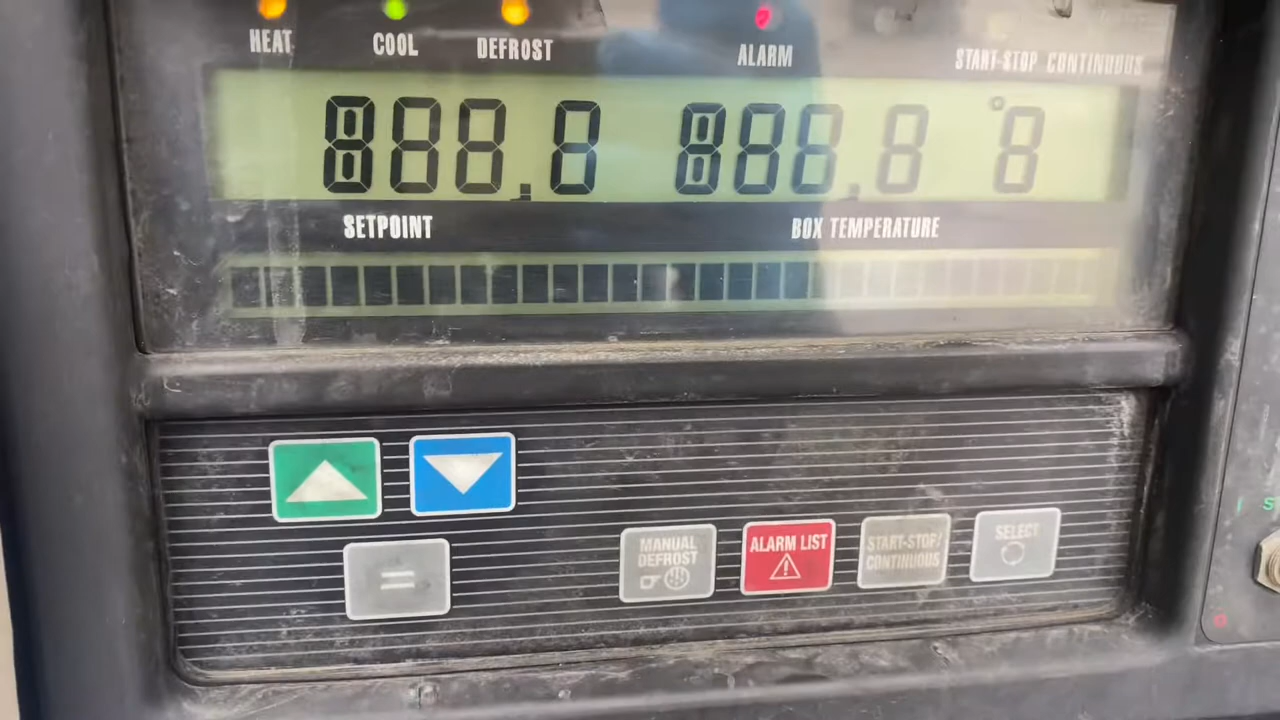 HEAT COOL DEFROST ALARM START-STOP CONTINUOUS
888.8 888.8 °8
SETPOINT BOX TEMPERATURE
MANUAL DEFROST
ALARM LIST
START-STOP/ CONTINUOUS
SELECT
=
I S
0